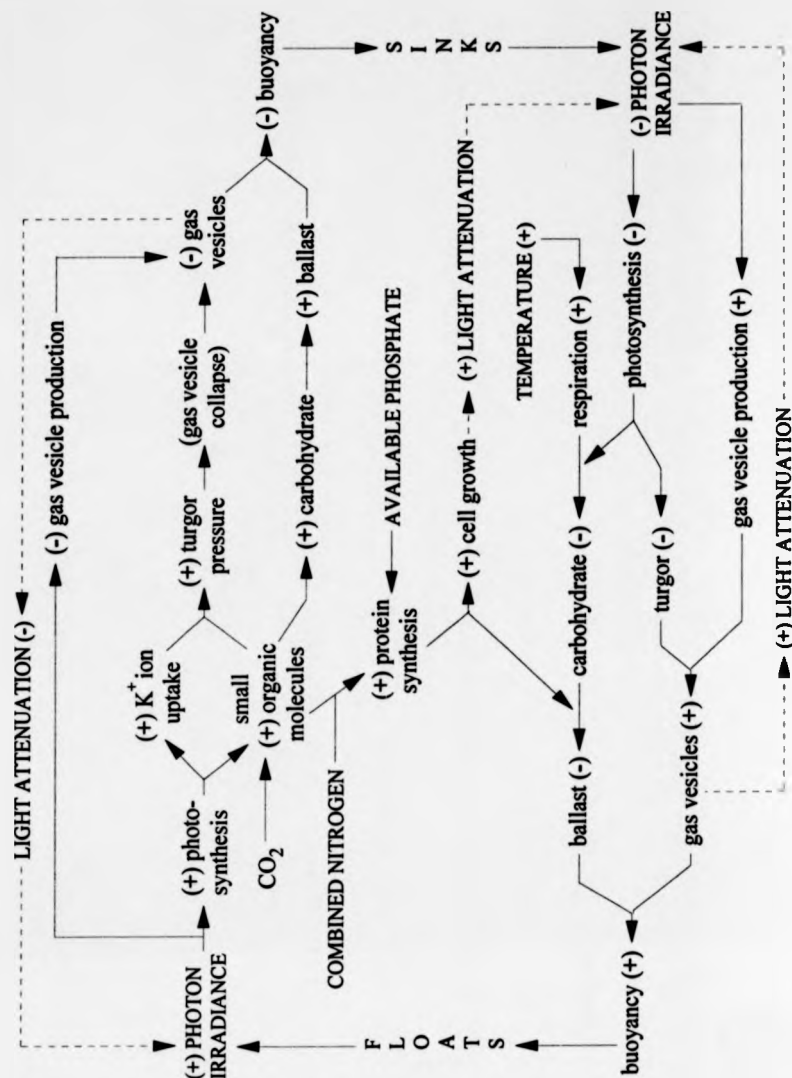 LIGHT ATTENUATION (-)
(-) gas vesicle production
(+) PHOTON
IRRADIANCE
(+) photo-
synthesis
(+) K+ ion
uptake
small
(+) organic
molecules
CO2
(+) turgor
pressure
(gas vesicle
collapse)
(-) gas
vesicles
(+) carbohydrate
(+) ballast
(-) buoyancy
COMBINED NITROGEN
(+) protein
synthesis
AVAILABLE PHOSPHATE
(+) cell growth
(+) LIGHT ATTENUATION
FLOATS
SINKS
TEMPERATURE (+)
(-) PHOTON
IRRADIANCE
ballast (-)
carbohydrate (-)
respiration (+)
photosynthesis (-)
buoyancy (+)
turgor (-)
gas vesicles (+)
gas vesicle production (+)
(+) LIGHT ATTENUATION